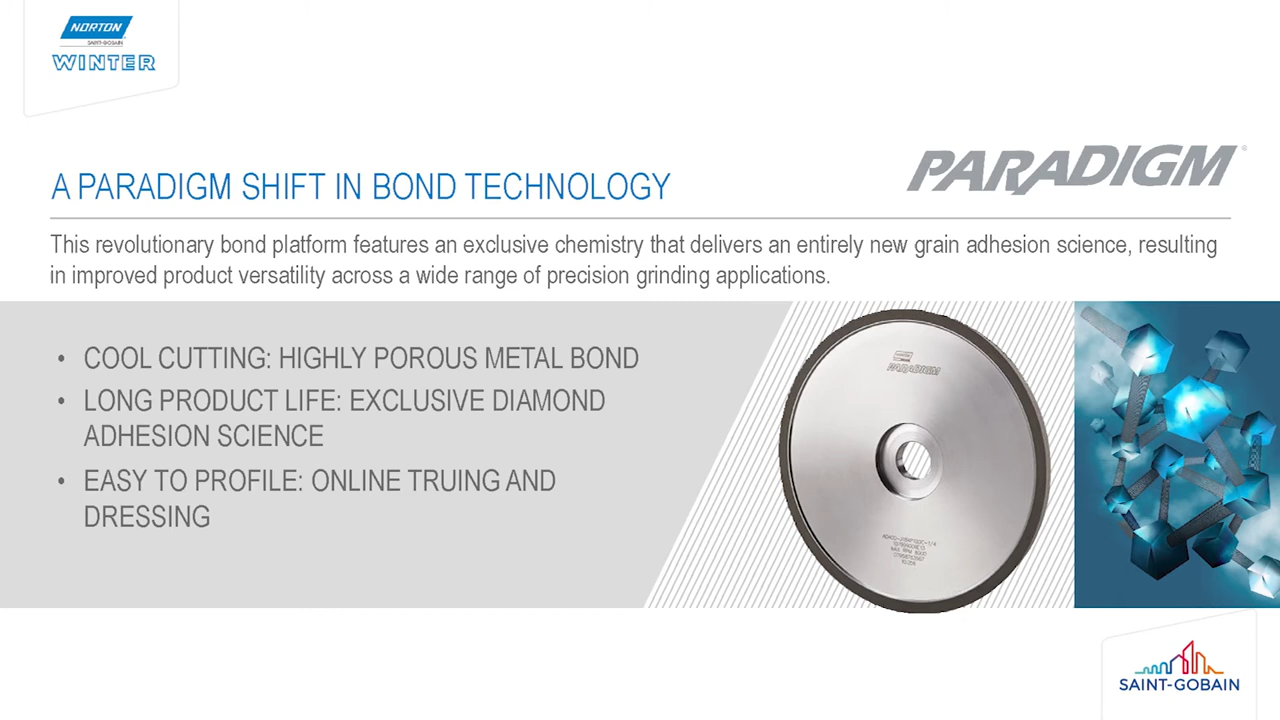 NORTON
SAINT-GOBAIN
WINTER
PARADIGM
A PARADIGM SHIFT IN BOND TECHNOLOGY
This revolutionary bond platform features an exclusive chemistry that delivers an entirely new grain adhesion science, resulting
in improved product versatility across a wide range of precision grinding applications.
• COOL CUTTING: HIGHLY POROUS METAL BOND
• LONG PRODUCT LIFE: EXCLUSIVE DIAMOND
ADHESION SCIENCE
• EASY TO PROFILE: ONLINE TRUING AND
DRESSING
NORTON
PARADIGM
SAINT-GOBAIN